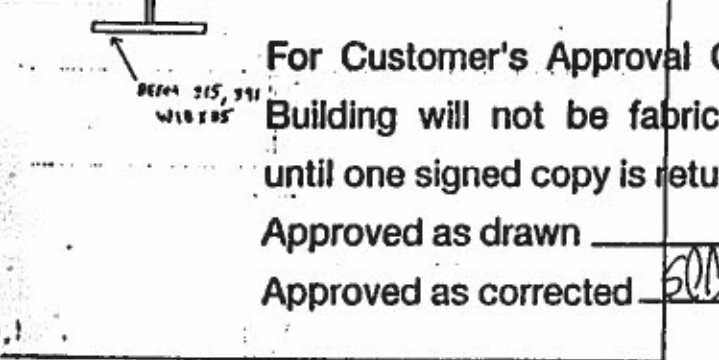 For Customer's Approval
Building will not be fabric
until one signed copy is retu
Approved as drawn
Approved as corrected